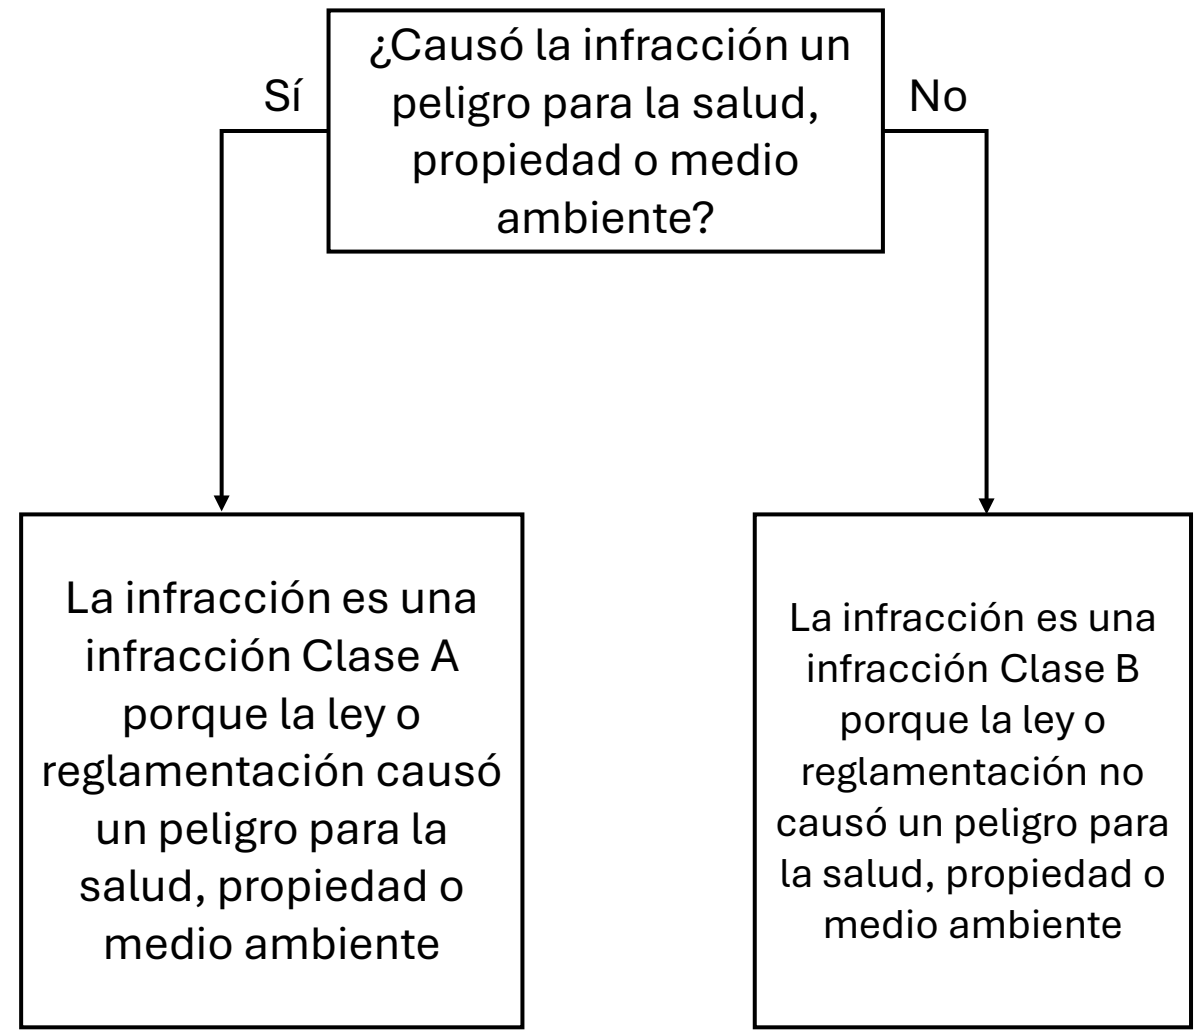 ¿Causó la infracción un
peligro para la salud,
propiedad o medio
ambiente?
Sí
No
La infracción es una
infracción Clase A
porque la ley o
reglamentación causó
un peligro para la
salud, propiedad o
medio ambiente
La infracción es una
infracción Clase B
porque la ley o
reglamentación no
causó un peligro para
la salud, propiedad o
medio ambiente